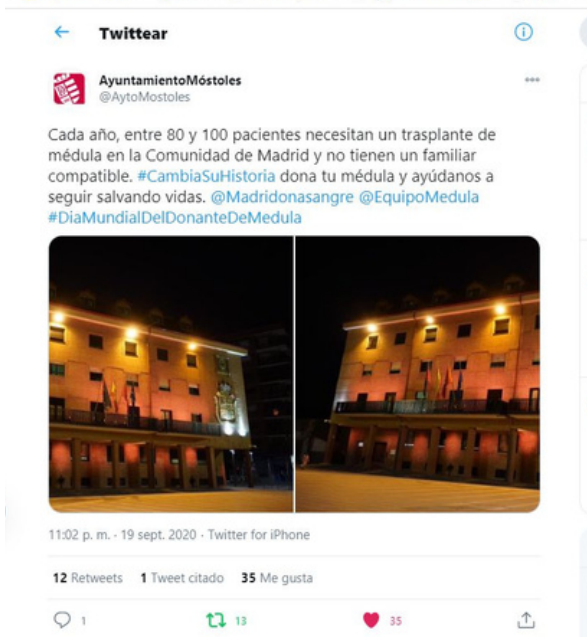 Twittear
AyuntamientoMóstoles
@AytoMostoles
Cada año, entre 80 y 100 pacientes necesitan un trasplante de
médula en la Comunidad de Madrid y no tienen un familiar
compatible. #CambiaSuHistoria dona tu médula y ayúdanos a
seguir salvando vidas. @Madridonasangre @EquipoMedula
#DiaMundialDelDonanteDeMedula
11:02 p. m. · 19 sept. 2020 · Twitter for iPhone
12 Retweets 1 Tweet citado 35 Me gusta
1 13 35